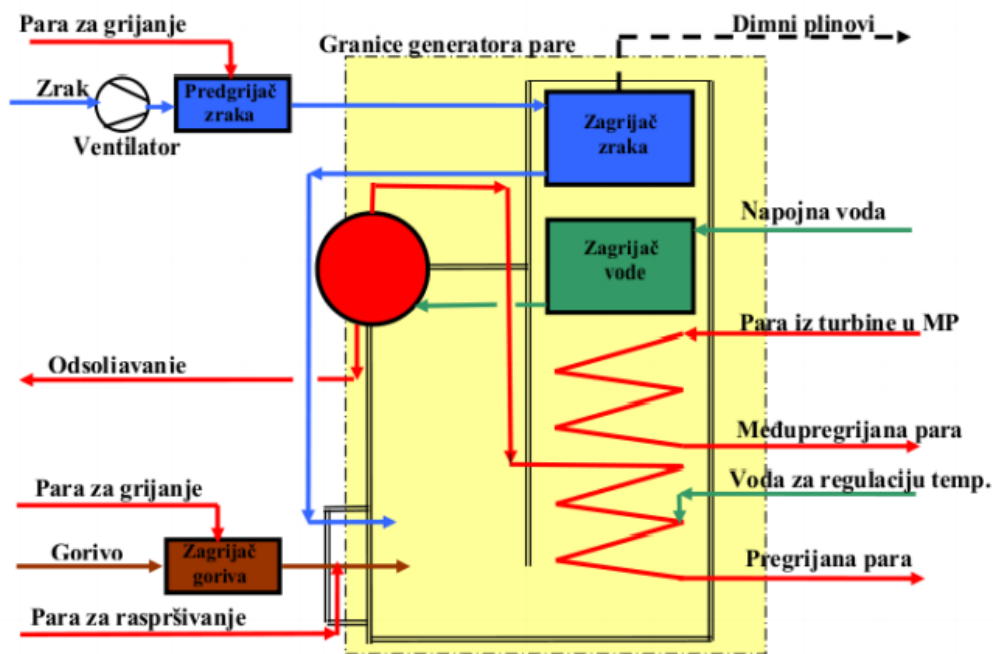 Para za grijanje
Dimni plinovi
Granice generatora pare
Zrak
Predgrijač
zraka
Ventilator
Zagrijač
zraka
Napojna voda
Zagrijač
vode
Para iz turbine u MP
Odsoljavanje
Međupregrijana para
Voda za regulaciju temp.
Para za grijanje
Gorivo
Zagrijač
goriva
Pregrijana para
Para za raspršivanje